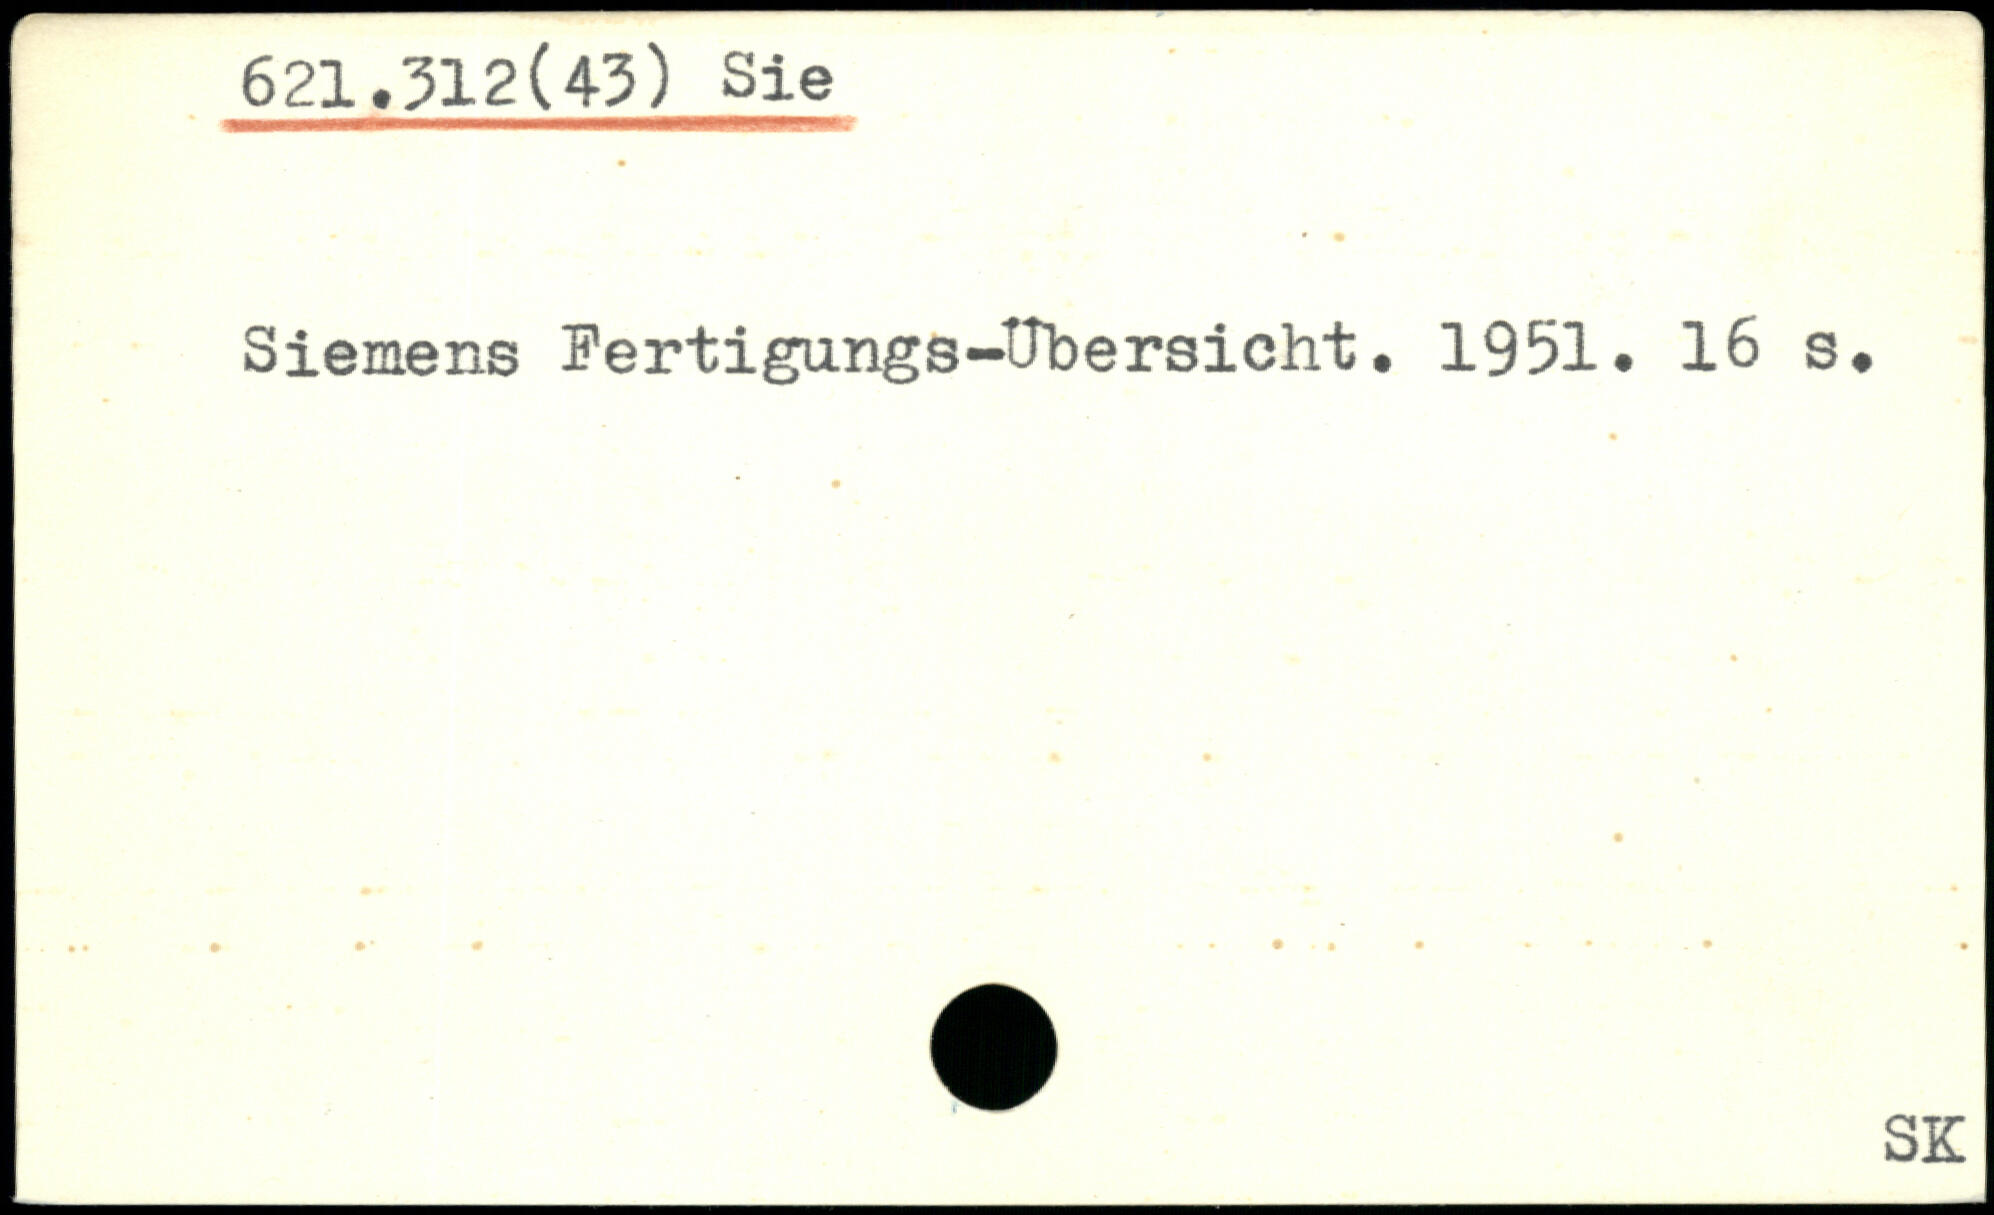 621.312(43) Sie
Siemens Fertigungs-Übersicht. 1951. 16 s.
SK